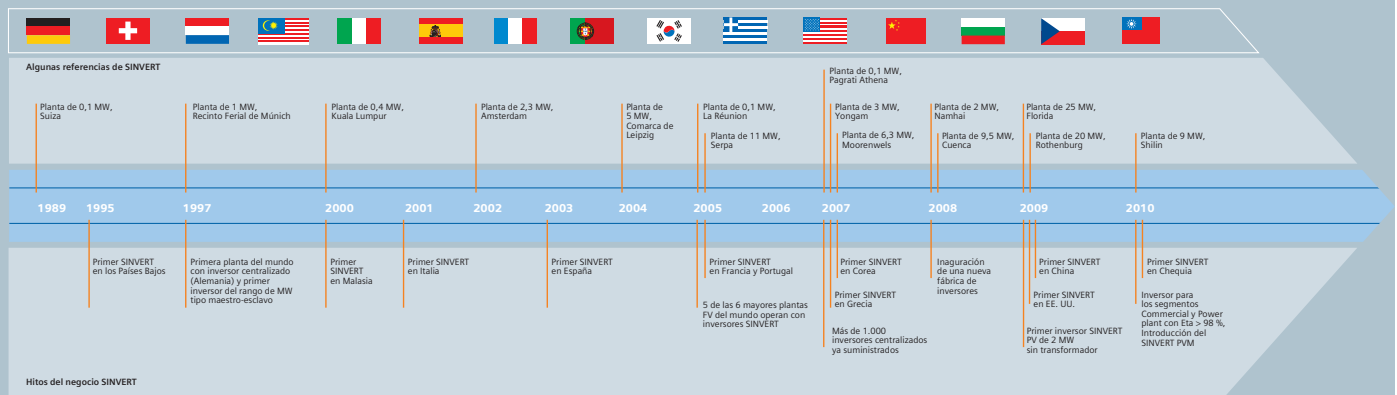 Algunas referencias de SINVERT
Planta de 0,1 MW,
Suiza
Planta de 1 MW,
Recinto Ferial de Múnich
Planta de 0,4 MW,
Kuala Lumpur
Planta de 2,3 MW,
Amsterdam
Planta de
5 MW,
Comarca de
Leipzig
Planta de 0,1 MW,
La Réunion
Planta de 11 MW,
Serpa
Planta de 0,1 MW,
Pagrati Athena
Planta de 3 MW,
Yongam
Planta de 6,3 MW,
Moorenwels
Planta de 2 MW,
Namhai
Planta de 9,5 MW,
Cuenca
Planta de 25 MW,
Florida
Planta de 20 MW,
Rothenburg
Planta de 9 MW,
Shilin
1989 1995 1997 2000 2001 2002 2003 2004 2005 2006 2007 2008 2009 2010
Primer SINVERT
en los Países Bajos
Primera planta del mundo
con inversor centralizado
(Alemania) y primer
inversor del rango de MW
tipo maestro-esclavo
Primer
SINVERT
en Malasia
Primer SINVERT
en Italia
Primer SINVERT
en España
Primer SINVERT
en Francia y Portugal
5 de las 6 mayores plantas
FV del mundo operan con
inversores SINVERT
Primer SINVERT
en Corea
Primer SINVERT
en Grecia
Más de 1.000
inversores centralizados
ya suministrados
Inaguración
de una nueva
fábrica de
inversores
Primer SINVERT
en China
Primer SINVERT
en EE. UU.
Primer inversor SINVERT
PV de 2 MW
sin transformador
Primer SINVERT
en Chequia
Inversor para
los segmentos
Commercial y Power
plant con Eta > 98 %,
Introducción del
SINVERT PVM
Hitos del negocio SINVERT